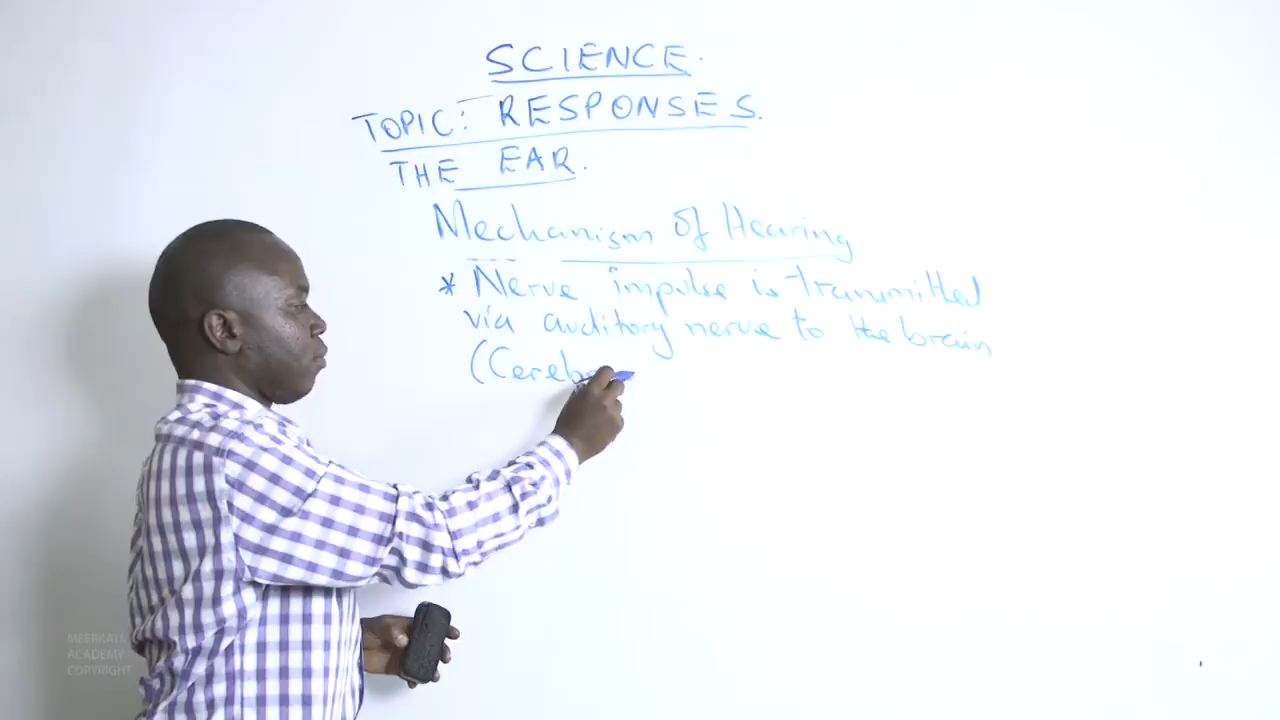 SCIENCE.
TOPIC: RESPONSES.
THE EAR.
Mechanism of Hearing
* Nerve impulse is transmitted
via auditory nerve to the brain
(Cereb
MEERKALL
ACADEMY
COPYRIGHT